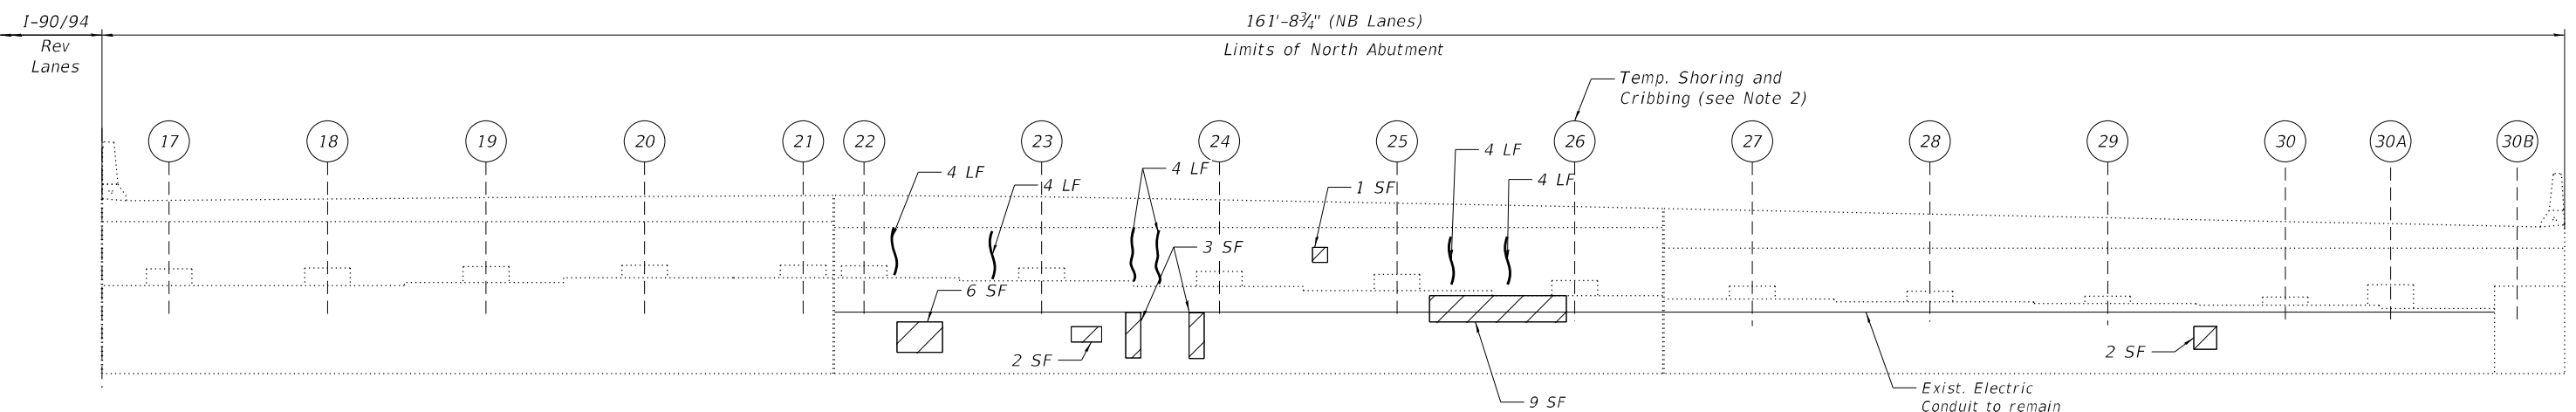 I-90/94
Rev
Lanes
161'-8¾" (NB Lanes)
Limits of North Abutment
Temp. Shoring and
Cribbing (see Note 2)
17
18
19
20
21
22
23
24
25
26
27
28
29
30
30A
30B
4 LF
4 LF
4 LF
1 SF
4 LF
4 LF
3 SF
6 SF
2 SF
9 SF
2 SF
Exist. Electric
Conduit to remain